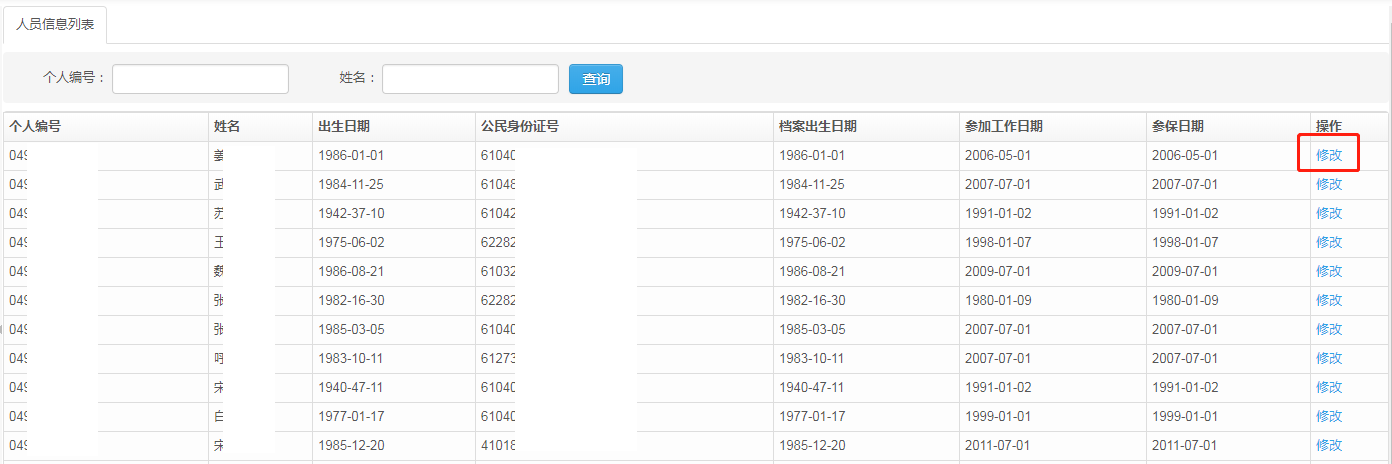 人员信息列表
个人编号： 姓名： 查询
个人编号 姓名 出生日期 公民身份证号 档案出生日期 参加工作日期 参保日期 操作
049 姜 1986-01-01 61040 1986-01-01 2006-05-01 2006-05-01 修改
049 武 1984-11-25 61048 1984-11-25 2007-07-01 2007-07-01 修改
049 苏 1942-37-10 61042 1942-37-10 1991-01-02 1991-01-02 修改
049 王 1975-06-02 62282 1975-06-02 1998-01-07 1998-01-07 修改
049 魏 1986-08-21 61032 1986-08-21 2009-07-01 2009-07-01 修改
049 张 1982-16-30 62282 1982-16-30 1980-01-09 1980-01-09 修改
049 张 1985-03-05 61040 1985-03-05 2007-07-01 2007-07-01 修改
049 呼 1983-10-11 61273 1983-10-11 2007-07-01 2007-07-01 修改
049 宋 1940-47-11 61040 1940-47-11 1991-01-02 1991-01-02 修改
049 白 1977-01-17 61040 1977-01-17 1999-01-01 1999-01-01 修改
049 宋 1985-12-20 41018 1985-12-20 2011-07-01 2011-07-01 修改